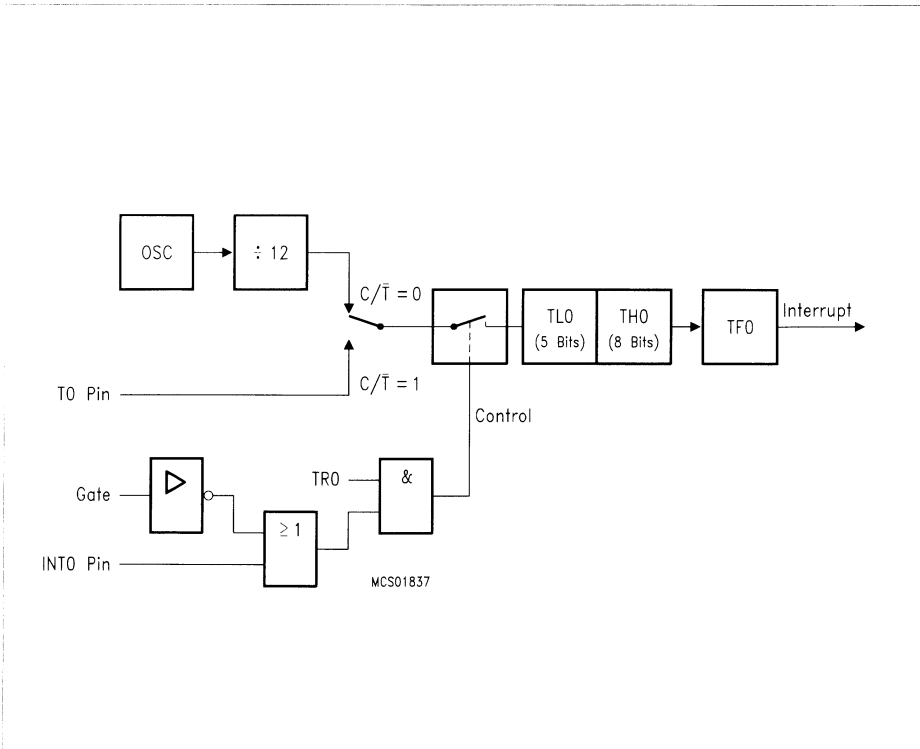 OSC
÷ 12
C/T̅ = 0
TL0
(5 Bits)
TH0
(8 Bits)
TF0
Interrupt
T0 Pin
C/T̅ = 1
Control
Gate
TR0
&
≥ 1
INT0 Pin
MCS01837